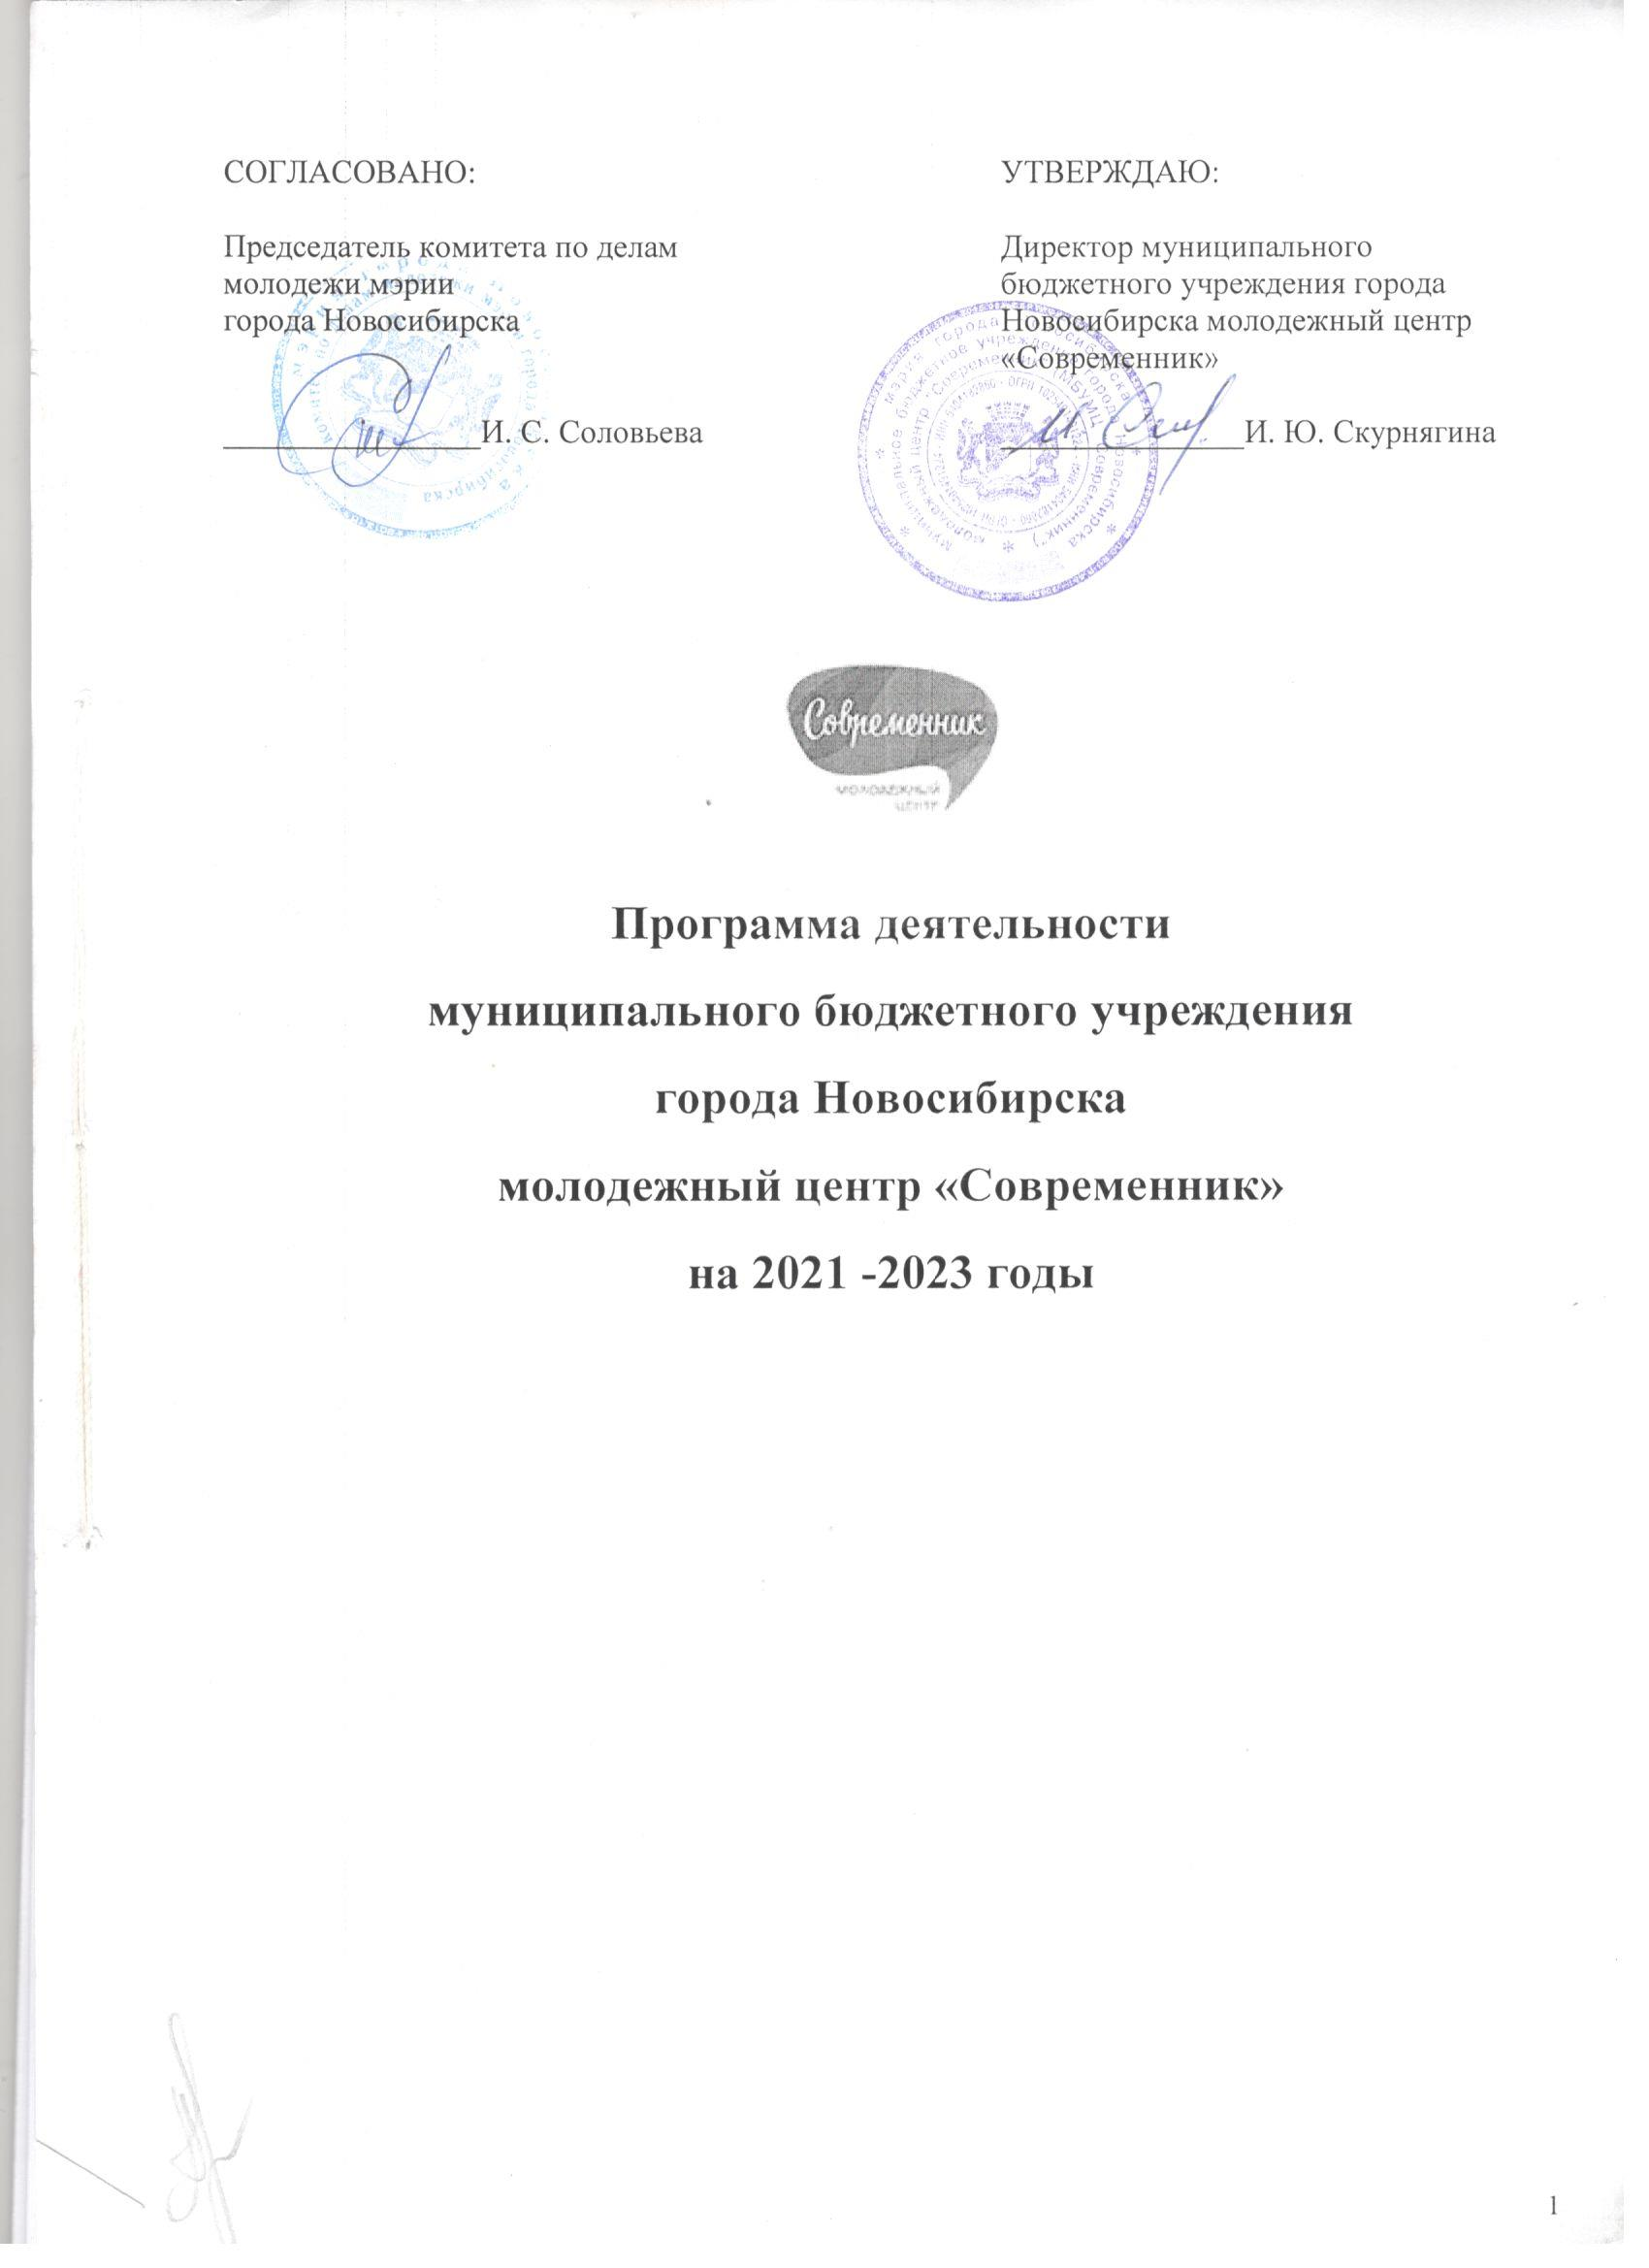 СОГЛАСОВАНО:
Председатель комитета по делам
молодежи мэрии
города Новосибирска
И. С. Соловьева
УТВЕРЖДАЮ:
Директор муниципального
бюджетного учреждения города
Новосибирска молодежный центр
«Современник»
И. Ю. Скурнягина
Современник
МОЛОДЕЖНЫЙ
ЦЕНТР
Программа деятельности
муниципального бюджетного учреждения
города Новосибирска
молодежный центр «Современник»
на 2021 -2023 годы
1